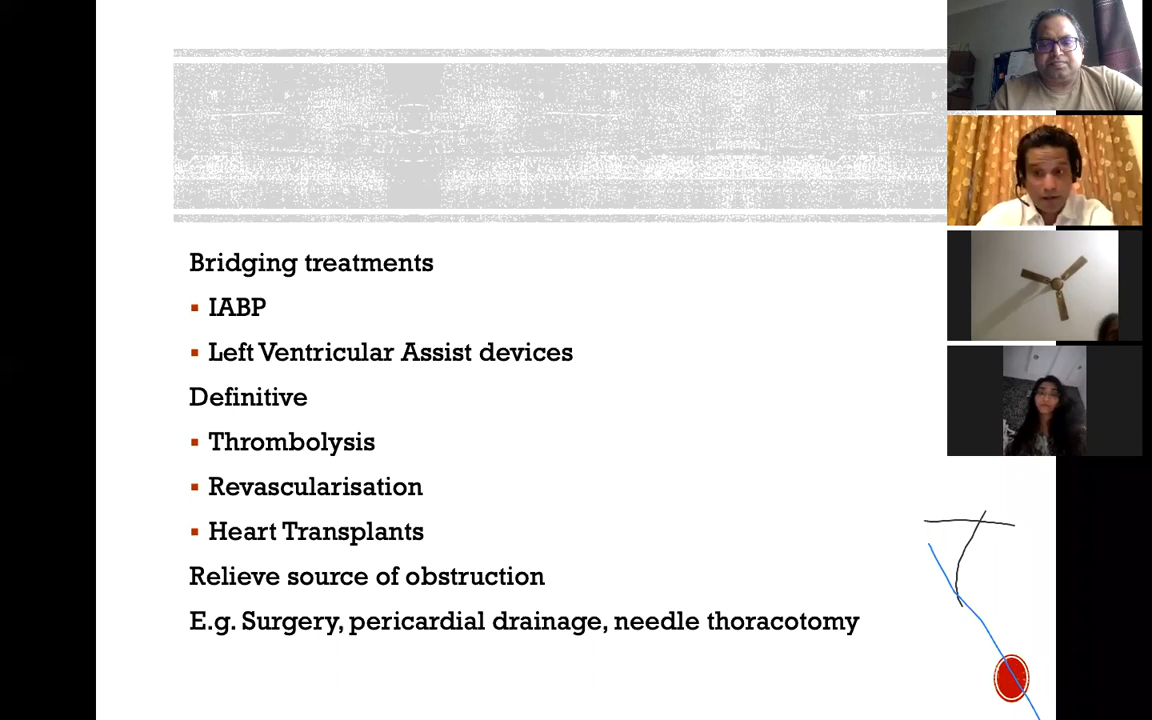 Bridging treatments
▪ IABP
▪ Left Ventricular Assist devices
Definitive
▪ Thrombolysis
▪ Revascularisation
▪ Heart Transplants
Relieve source of obstruction
E.g. Surgery, pericardial drainage, needle thoracotomy